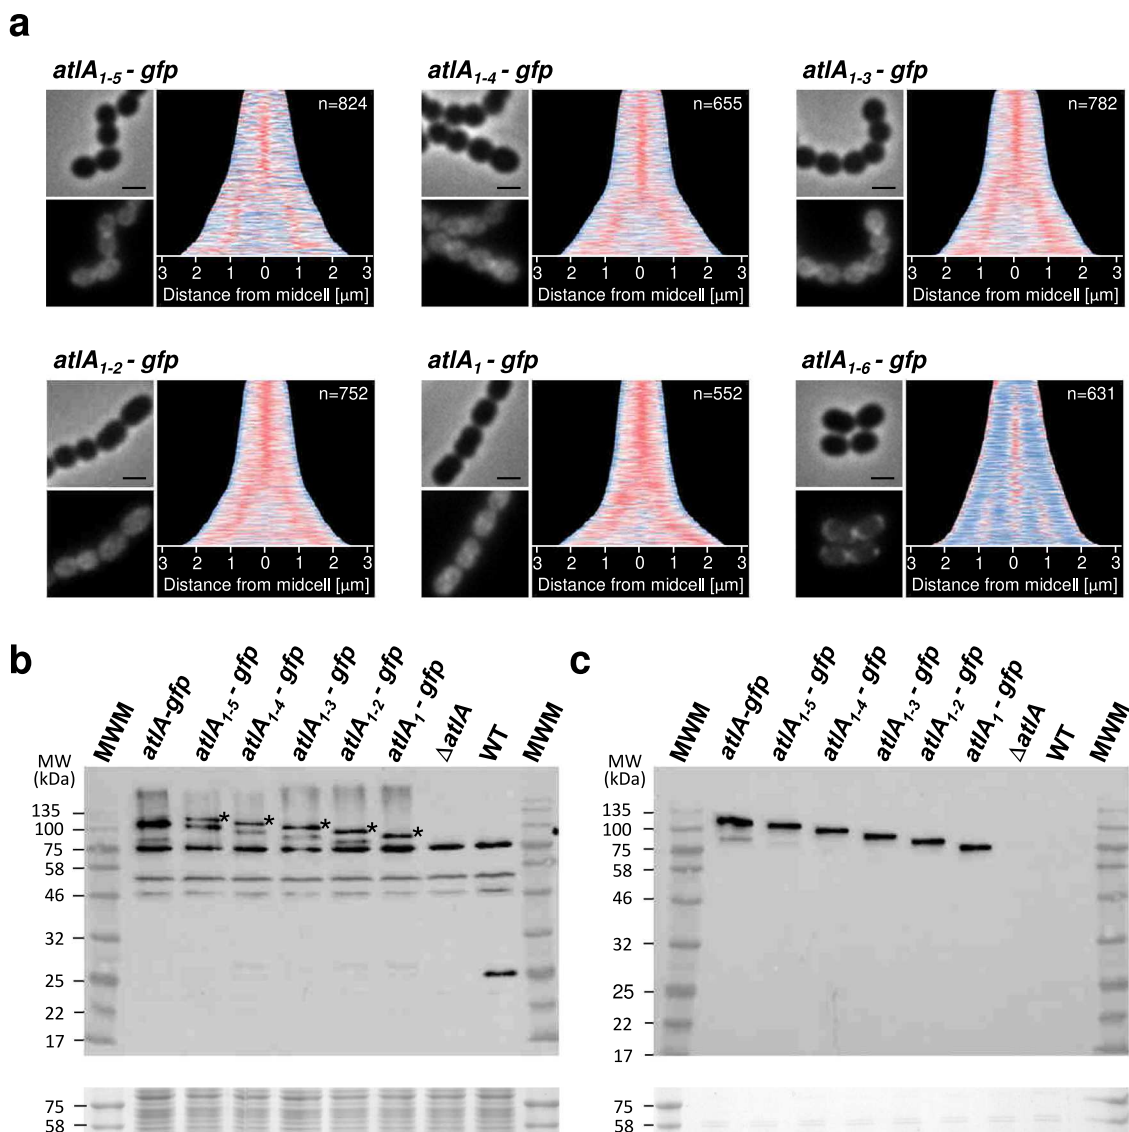 a
atlA1-5 - gfp
atlA1-4 - gfp
atlA1-3 - gfp
n=824
n=655
n=782
3 2 1 0 1 2 3
3 2 1 0 1 2 3
3 2 1 0 1 2 3
Distance from midcell [µm]
Distance from midcell [µm]
Distance from midcell [µm]
atlA1-2 - gfp
atlA1 - gfp
atlA1-6 - gfp
n=752
n=552
n=631
3 2 1 0 1 2 3
3 2 1 0 1 2 3
3 2 1 0 1 2 3
Distance from midcell [µm]
Distance from midcell [µm]
Distance from midcell [µm]
b
MWM
atlA-gfp
atlA1-5 - gfp
atlA1-4 - gfp
atlA1-3 - gfp
atlA1-2 - gfp
atlA1 - gfp
ΔatlA
WT
MWM
MW
(kDa)
135
100
75
58
46
32
25
22
17
*
*
*
*
*
75
58
c
MWM
atlA-gfp
atlA1-5 - gfp
atlA1-4 - gfp
atlA1-3 - gfp
atlA1-2 - gfp
atlA1 - gfp
ΔatlA
WT
MWM
MW
(kDa)
135
100
75
58
46
32
25
22
17
75
58